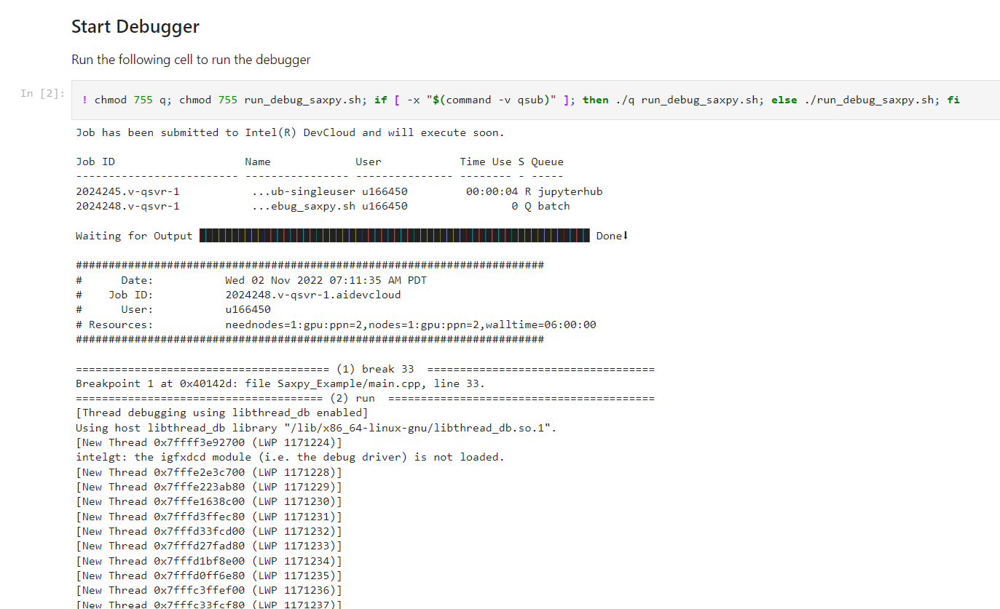 Start Debugger
Run the following cell to run the debugger
In [2]: ! chmod 755 q; chmod 755 run_debug_saxpy.sh; if [ -x "$(command -v qsub)" ]; then ./q run_debug_saxpy.sh; else ./run_debug_saxpy.sh; fi
Job has been submitted to Intel(R) DevCloud and will execute soon.
Job ID                    Name             User            Time Use S Queue
------------------------- ---------------- --------------- -------- - -----
2024245.v-qsvr-1           ...ub-singleuser u166450         00:00:04 R jupyterhub
2024248.v-qsvr-1           ...ebug_saxpy.sh u166450                0 Q batch
Waiting for Output Done⬇
########################################################################
#      Date:           Wed 02 Nov 2022 07:11:35 AM PDT
#    Job ID:           2024248.v-qsvr-1.aidevcloud
#      User:           u166450
# Resources:           neednodes=1:gpu:ppn=2,nodes=1:gpu:ppn=2,walltime=06:00:00
########################################################################
======================================= (1) break 33  ===================================
Breakpoint 1 at 0x40142d: file Saxpy_Example/main.cpp, line 33.
====================================== (2) run  =========================================
[Thread debugging using libthread_db enabled]
Using host libthread_db library "/lib/x86_64-linux-gnu/libthread_db.so.1".
[New Thread 0x7ffff3e92700 (LWP 1171224)]
intelgt: the igfxdcd module (i.e. the debug driver) is not loaded.
[New Thread 0x7fffe2e3c700 (LWP 1171228)]
[New Thread 0x7fffe223ab80 (LWP 1171229)]
[New Thread 0x7fffe1638c00 (LWP 1171230)]
[New Thread 0x7fffd3ffec80 (LWP 1171231)]
[New Thread 0x7fffd33fcd00 (LWP 1171232)]
[New Thread 0x7fffd27fad80 (LWP 1171233)]
[New Thread 0x7fffd1bf8e00 (LWP 1171234)]
[New Thread 0x7fffd0ff6e80 (LWP 1171235)]
[New Thread 0x7fffc3ffef00 (LWP 1171236)]
[New Thread 0x7fffc33fcf80 (LWP 1171237)]